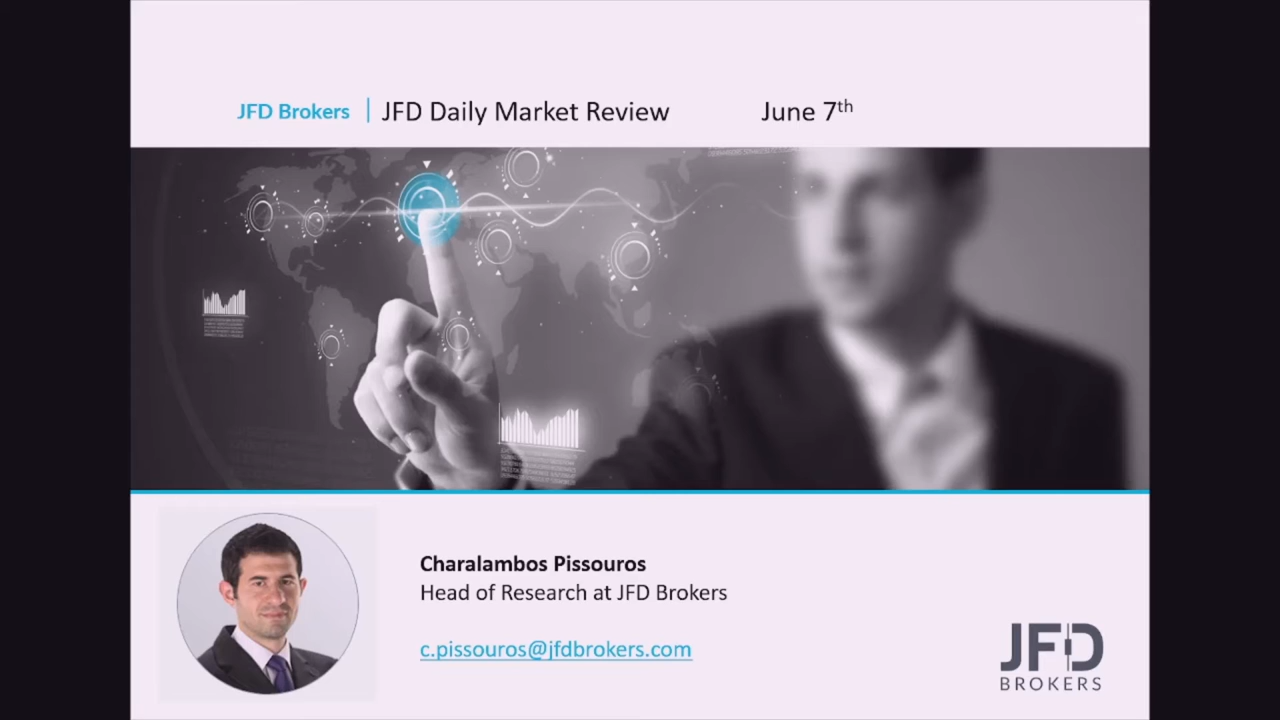 JFD Brokers | JFD Daily Market Review June 7th
Charalambos Pissouros
Head of Research at JFD Brokers
c.pissouros@jfdbrokers.com
JFD
BROKERS